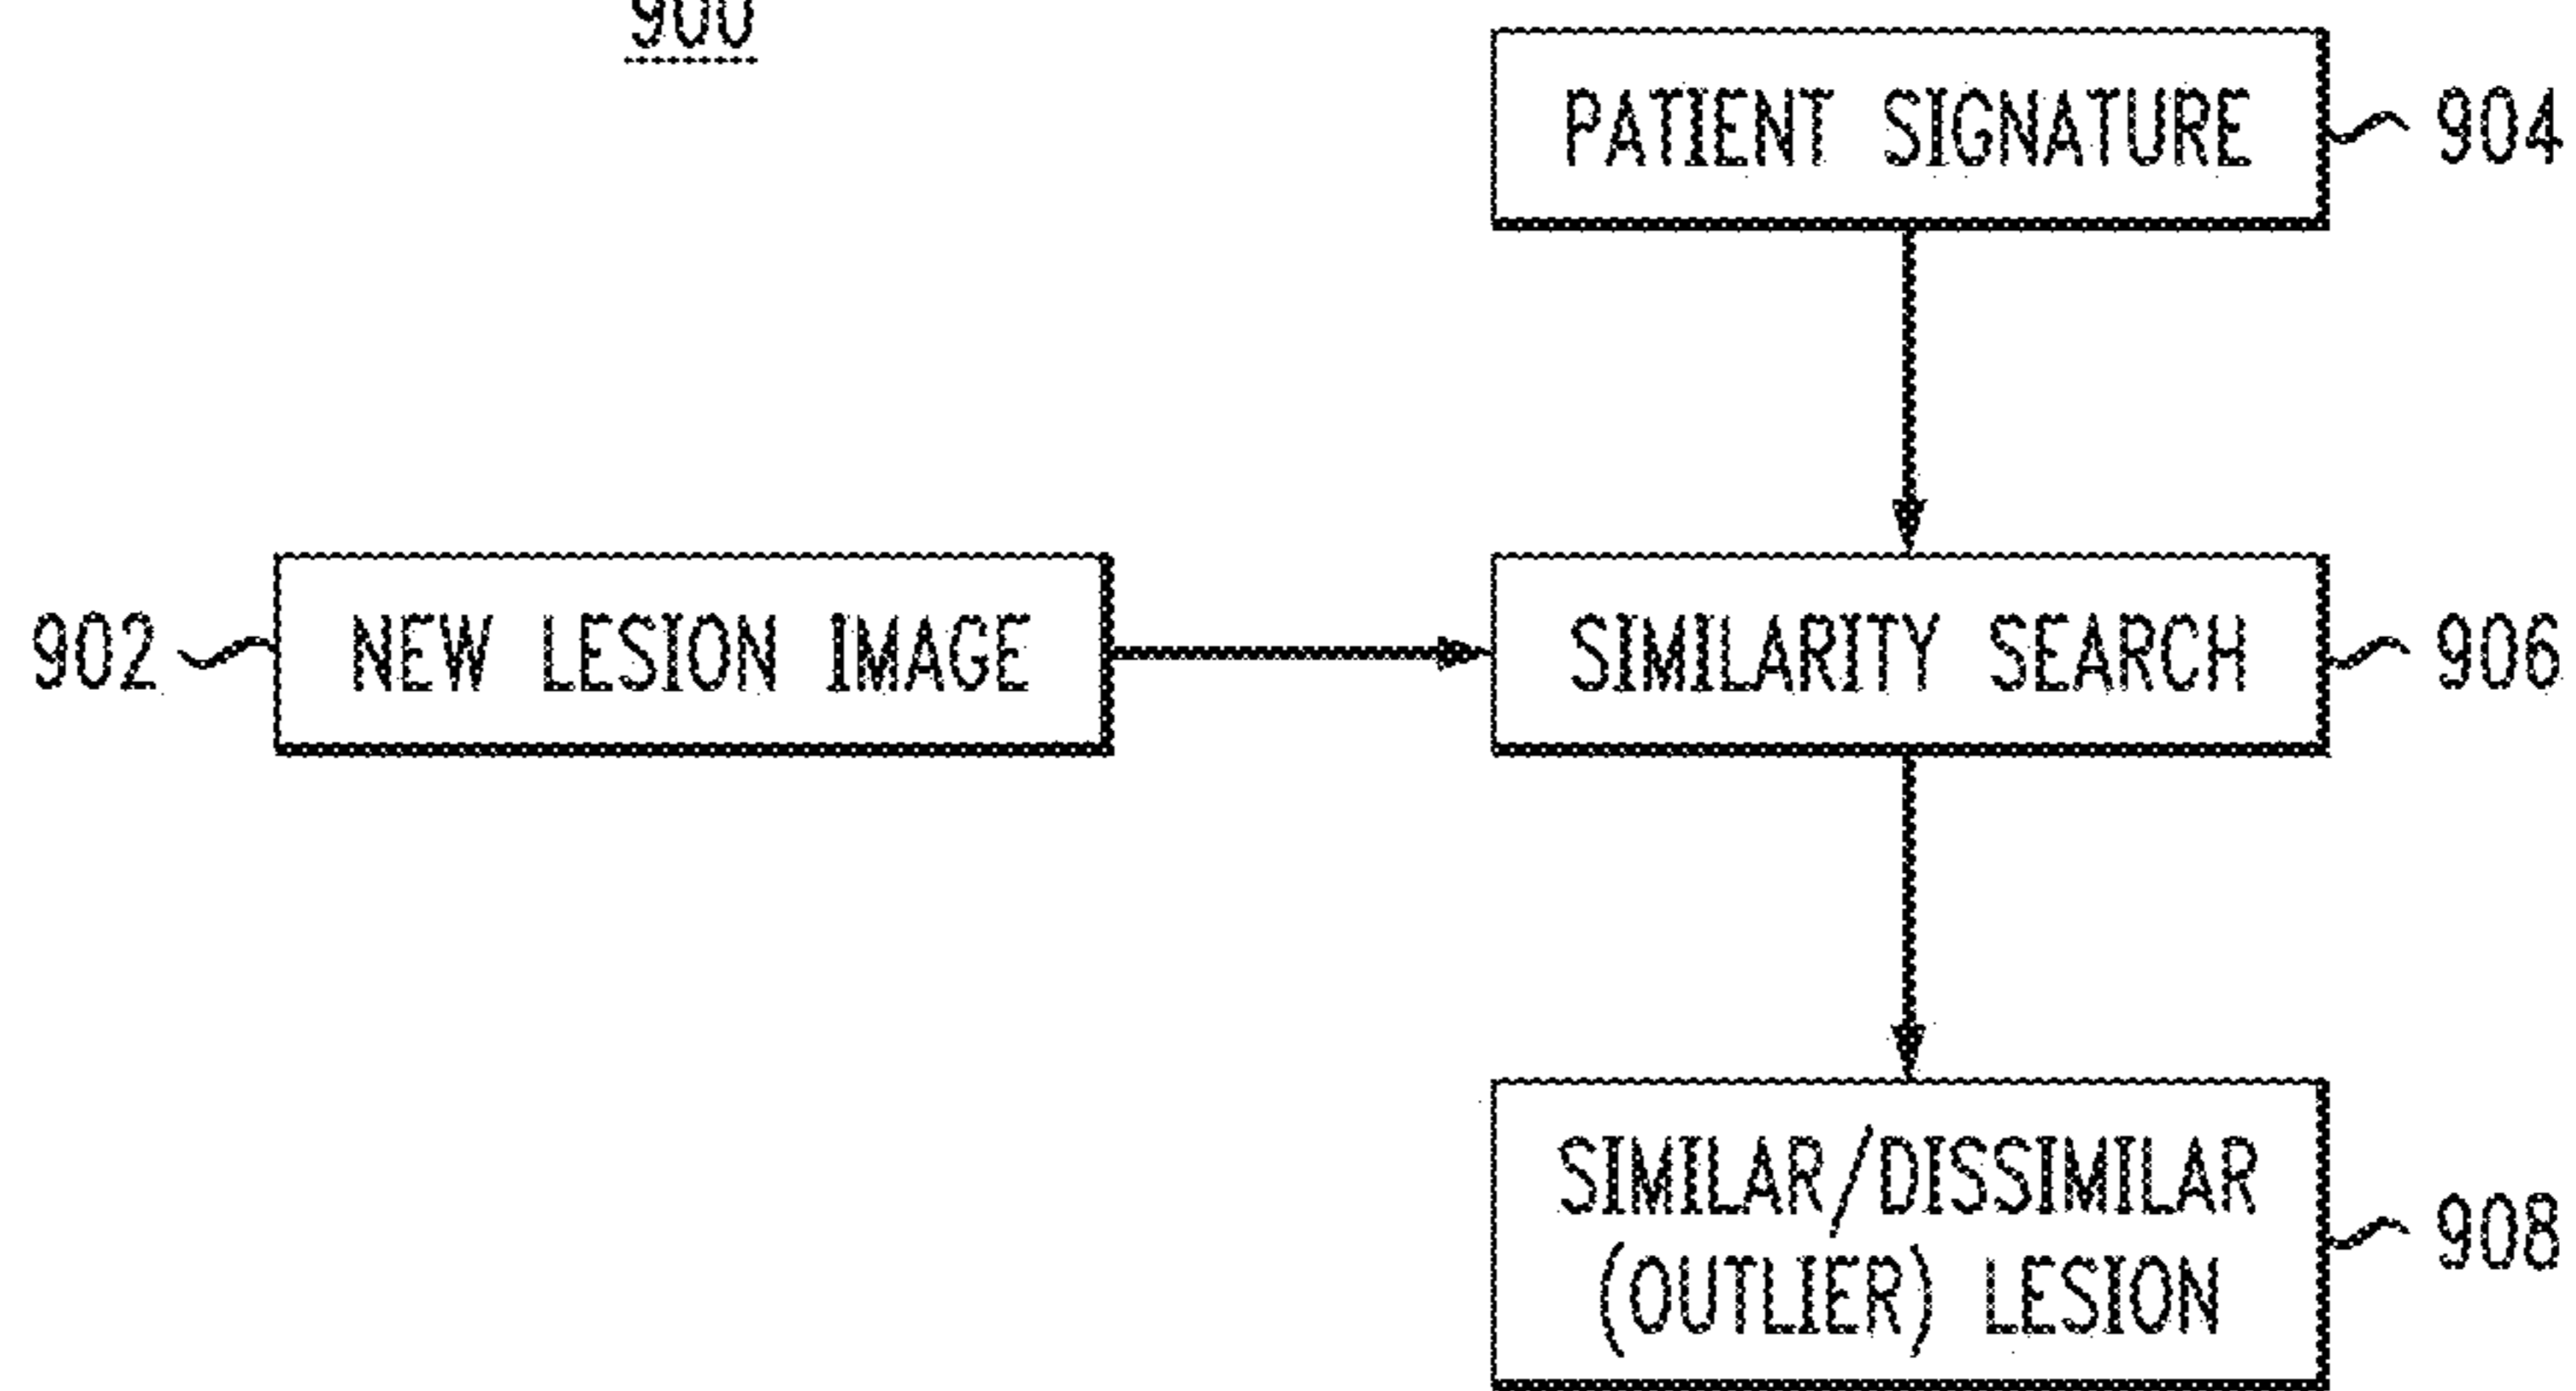 900
PATIENT SIGNATURE
904
902
NEW LESION IMAGE
SIMILARITY SEARCH
906
SIMILAR/DISSIMILAR
(OUTLIER) LESION
908